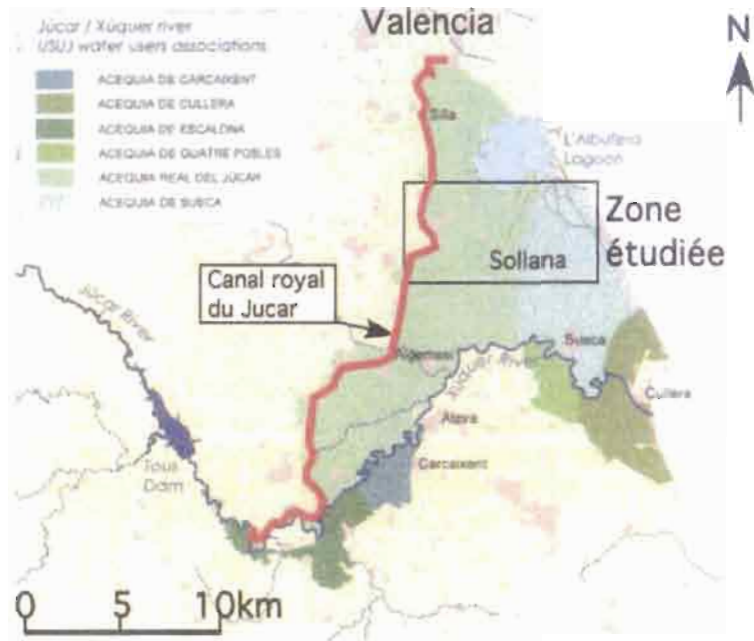 Júcar / Xúquer river
USUJ water users associations
ACEQUIA DE CARCAIXENT
ACEQUIA DE CULLERA
ACEQUIA DE ESCALONA
ACEQUIA DE QUATRE POBLES
ACEQUIA REAL DEL JÚCAR
ACEQUIA DE SUECA
Valencia
N
Silla
L'Albufera
Lagoon
Zone
étudiée
Sollana
Canal royal
du Jucar
Júcar River
Algemesí
Xúquer River
Sueca
Cullera
Alzira
Carcaixent
Tous
Dam
0 5 10km